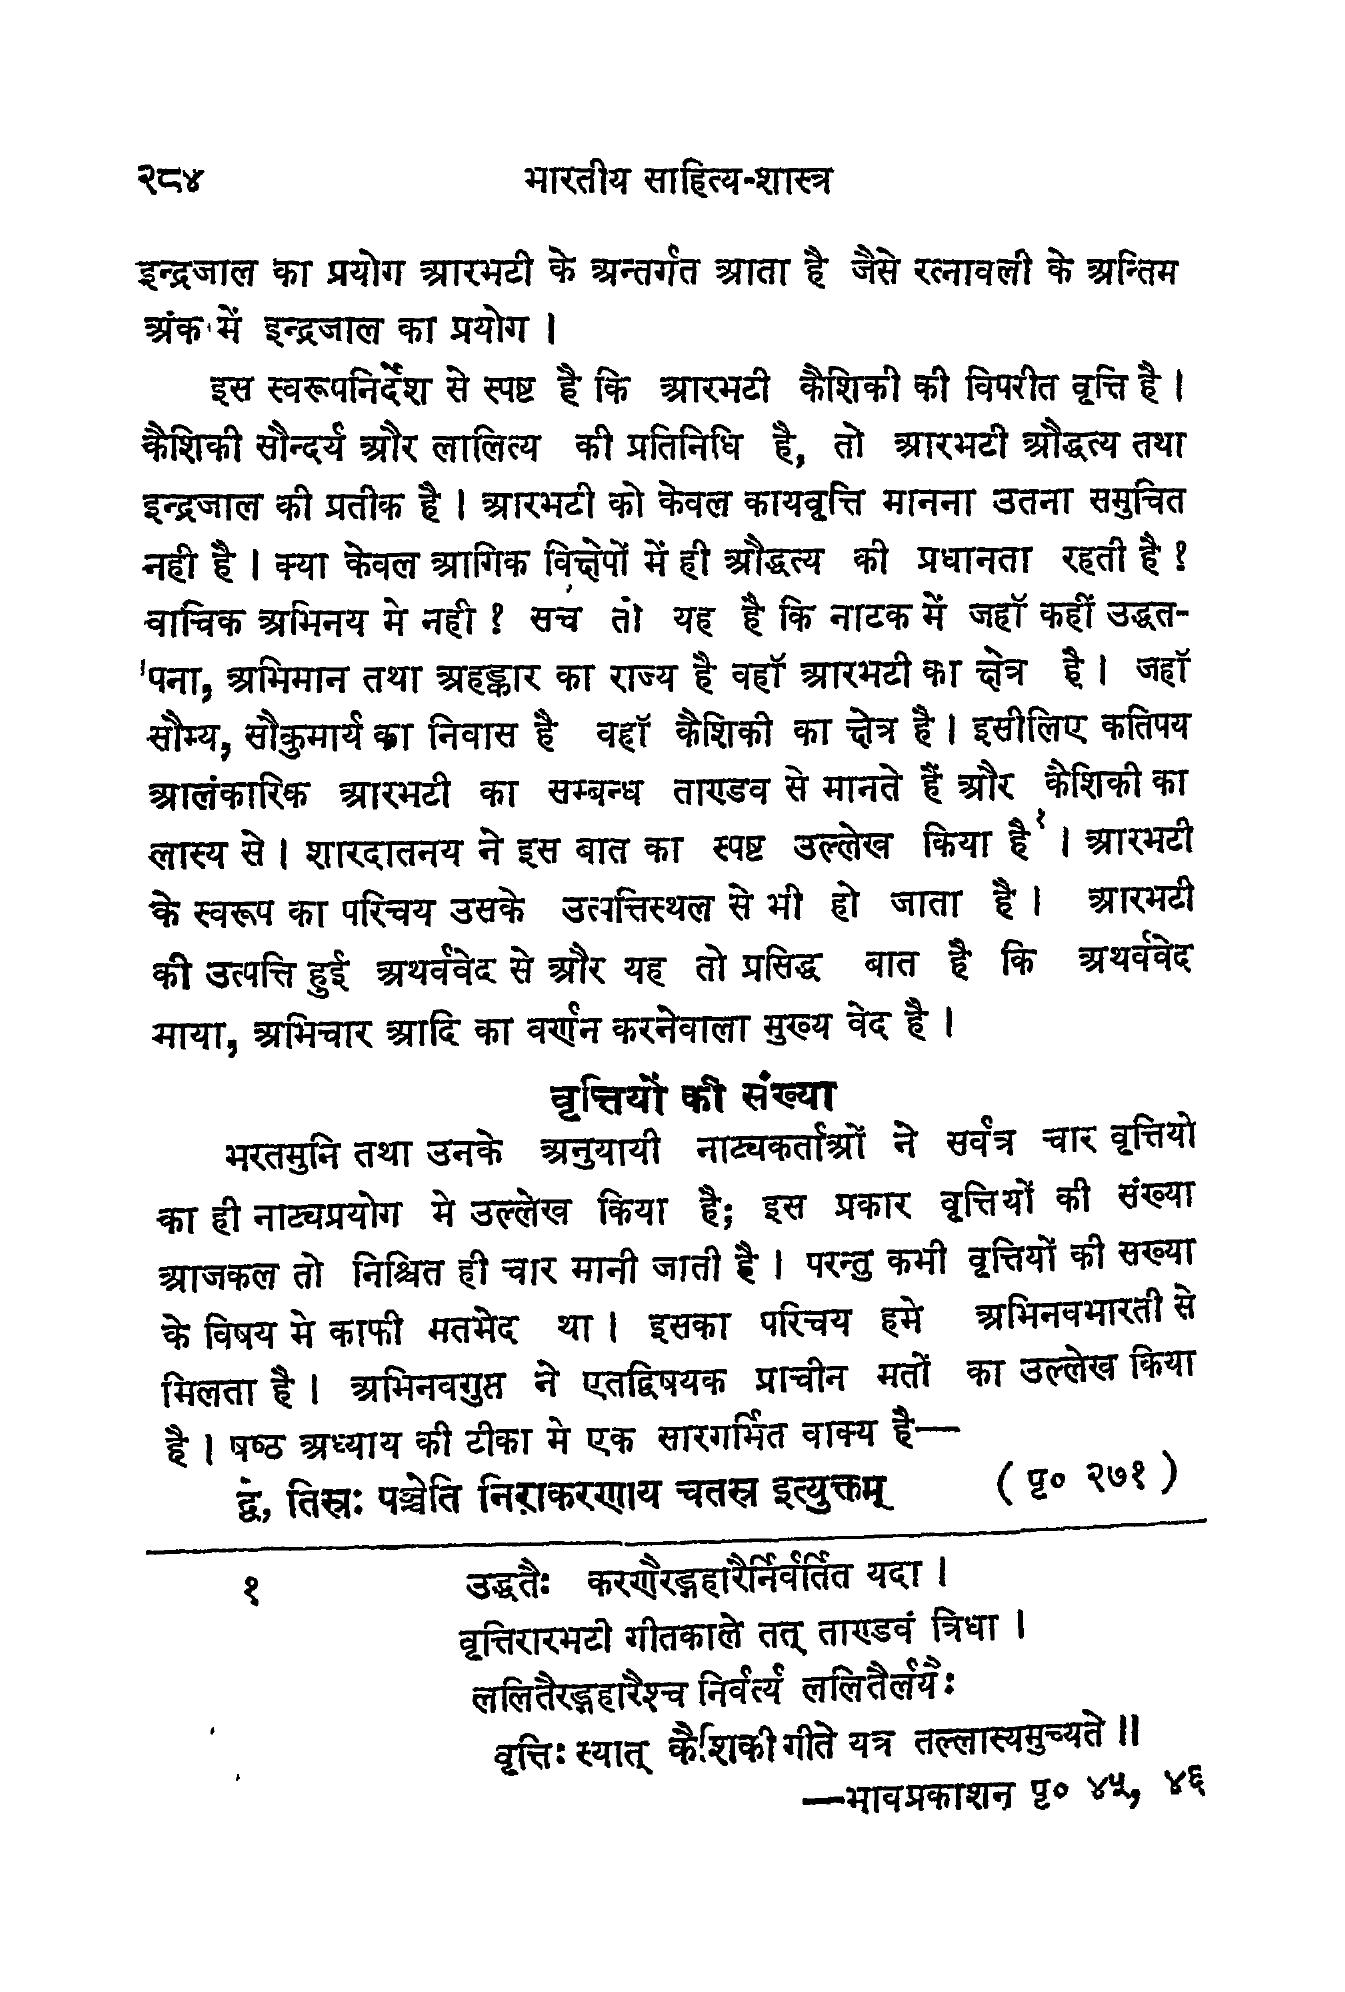 २८४ भारतीय साहित्य-शास्त्र
इन्द्रजाल का प्रयोग आरभटी के अन्तर्गत आता है जैसे रत्नावली के अन्तिम
अंक में इन्द्रजाल का प्रयोग ।
इस स्वरूपनिर्देश से स्पष्ट है कि आरभटी कैशिकी की विपरीत वृत्ति है ।
कैशिकी सौन्दर्य और लालित्य की प्रतिनिधि है, तो आरभटी औद्धत्य तथा
इन्द्रजाल की प्रतीक है । आरभटी को केवल कायवृत्ति मानना उतना समुचित
नही है । क्या केवल आगिक विक्षेपों में ही औद्धत्य की प्रधानता रहती है ?
वाचिक अभिनय मे नही ? सच तो यह है कि नाटक में जहाॅ कहीं उद्धत-
पना, अभिमान तथा अहङ्कार का राज्य है वहाॅ आरभटी का क्षेत्र है । जहाॅ
सौम्य, सौकुमार्य का निवास है वहाॅ कैशिकी का क्षेत्र है । इसीलिए कतिपय
आलंकारिक आरभटी का सम्बन्ध ताण्डव से मानते हैं और कैशिकी का
लास्य से । शारदातनय ने इस बात का स्पष्ट उल्लेख किया है१ । आरभटी
के स्वरूप का परिचय उसके उत्पत्तिस्थल से भी हो जाता है । आरभटी
की उत्पत्ति हुई अथर्ववेद से और यह तो प्रसिद्ध बात है कि अथर्ववेद
माया, अभिचार आदि का वर्णन करनेवाला मुख्य वेद है ।
वृत्तियों की संख्या
भरतमुनि तथा उनके अनुयायी नाट्यकर्ताओं ने सर्वत्र चार वृत्तियो
का ही नाट्यप्रयोग मे उल्लेख किया है; इस प्रकार वृत्तियों की संख्या
आजकल तो निश्चित ही चार मानी जाती है । परन्तु कभी वृत्तियों की सख्या
के विषय मे काफी मतभेद था । इसका परिचय हमे अभिनवभारती से
मिलता है । अभिनवगुप्त ने एतद्विषयक प्राचीन मतों का उल्लेख किया
है । षष्ठ अध्याय की टीका मे एक सारगर्भित वाक्य है—
द्वे, तिस्रः पञ्चेति निराकरणाय चतस्र इत्युक्तम् ( पृ० २७१ )
१ उद्धतैः करणैरङ्गहारैर्निर्वर्तित यदा ।
वृत्तिरारभटी गीतकाले तत् ताण्डवं त्रिधा ।
ललितैरङ्गहारैश्च निर्वर्त्य ललितैर्लयैः
वृत्तिः स्यात् कैशिकी गीते यत्र तल्लास्यमुच्यते ॥
—भावप्रकाशन पृ० ४५, ४६